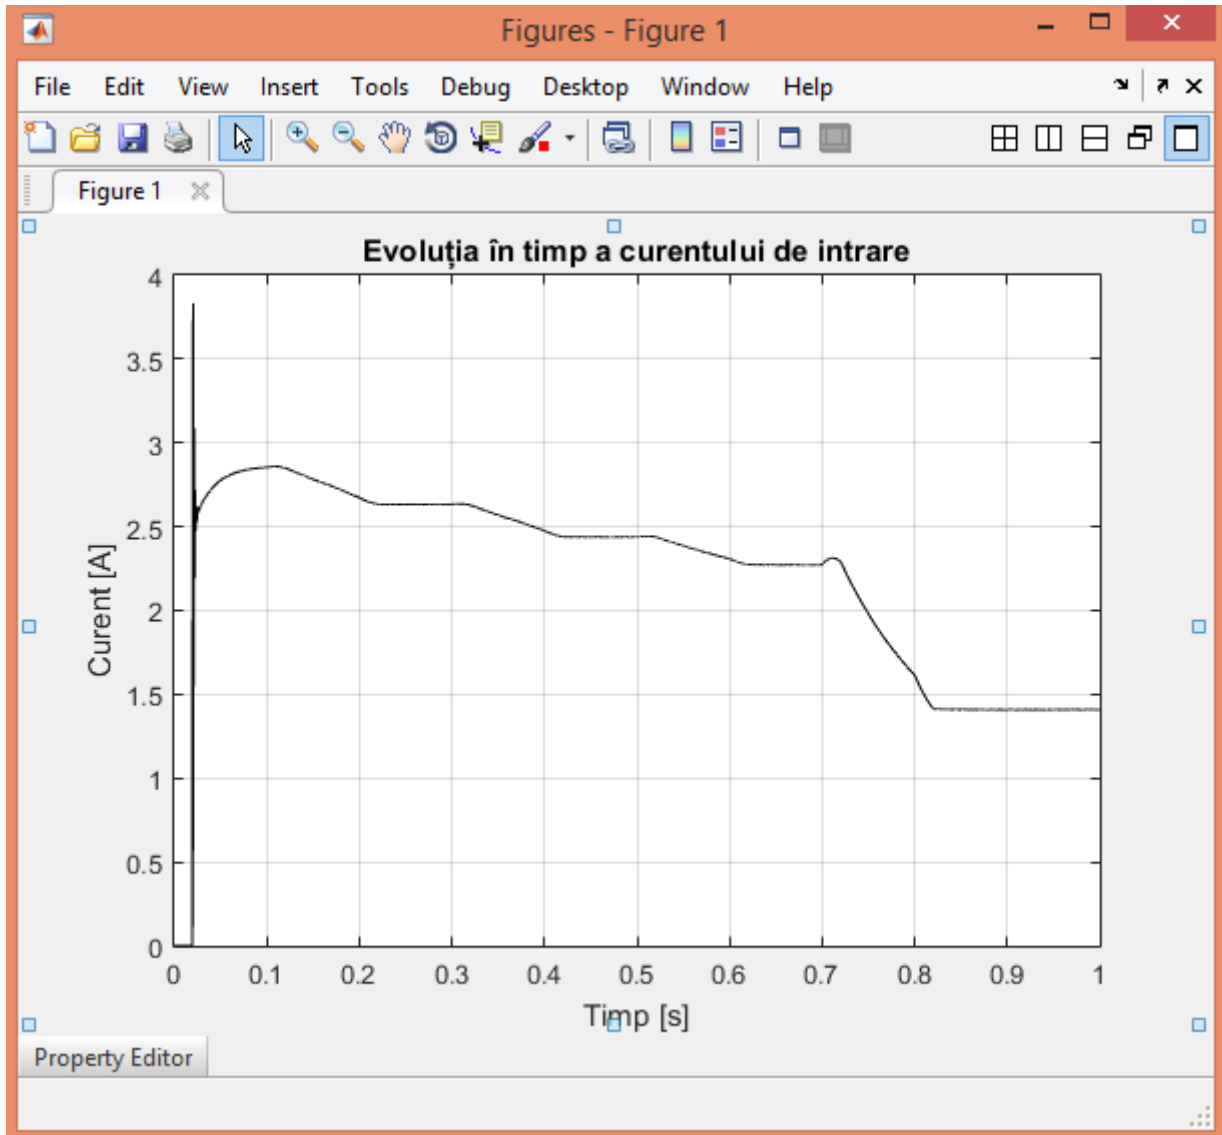 Figures - Figure 1
File Edit View Insert Tools Debug Desktop Window Help
Figure 1
Evoluția în timp a curentului de intrare
4
3.5
3
2.5
2
1.5
1
0.5
0
Curent [A]
0 0.1 0.2 0.3 0.4 0.5 0.6 0.7 0.8 0.9 1
Timp [s]
Property Editor